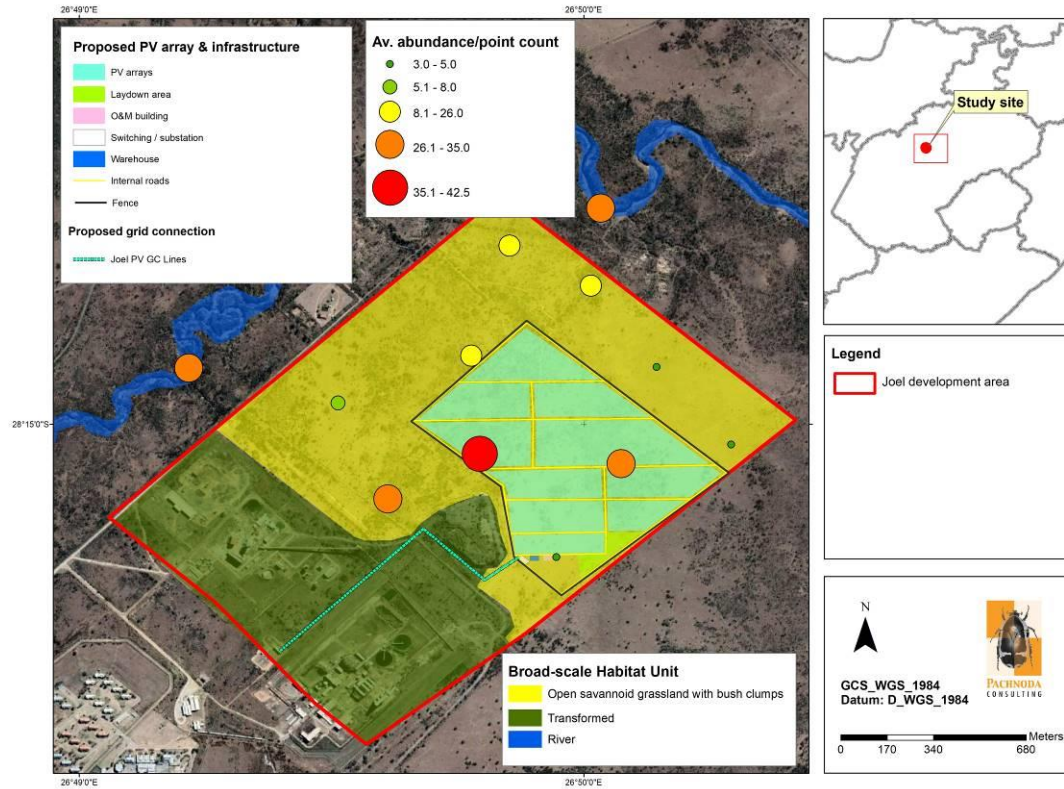 26°49'0"E
26°50'0"E
Proposed PV array & infrastructure
PV arrays
Laydown area
O&M building
Switching / substation
Warehouse
Internal roads
Fence
Proposed grid connection
Joel PV GC Lines
Av. abundance/point count
3.0 - 5.0
5.1 - 8.0
8.1 - 26.0
26.1 - 35.0
35.1 - 42.5
28°15'0"S
28°15'0"S
Broad-scale Habitat Unit
Open savannoid grassland with bush clumps
Transformed
River
26°49'0"E
26°50'0"E
Study site
Legend
Joel development area
N
PACHNODA
CONSULTING
GCS_WGS_1984
Datum: D_WGS_1984
Meters
0 170 340 680